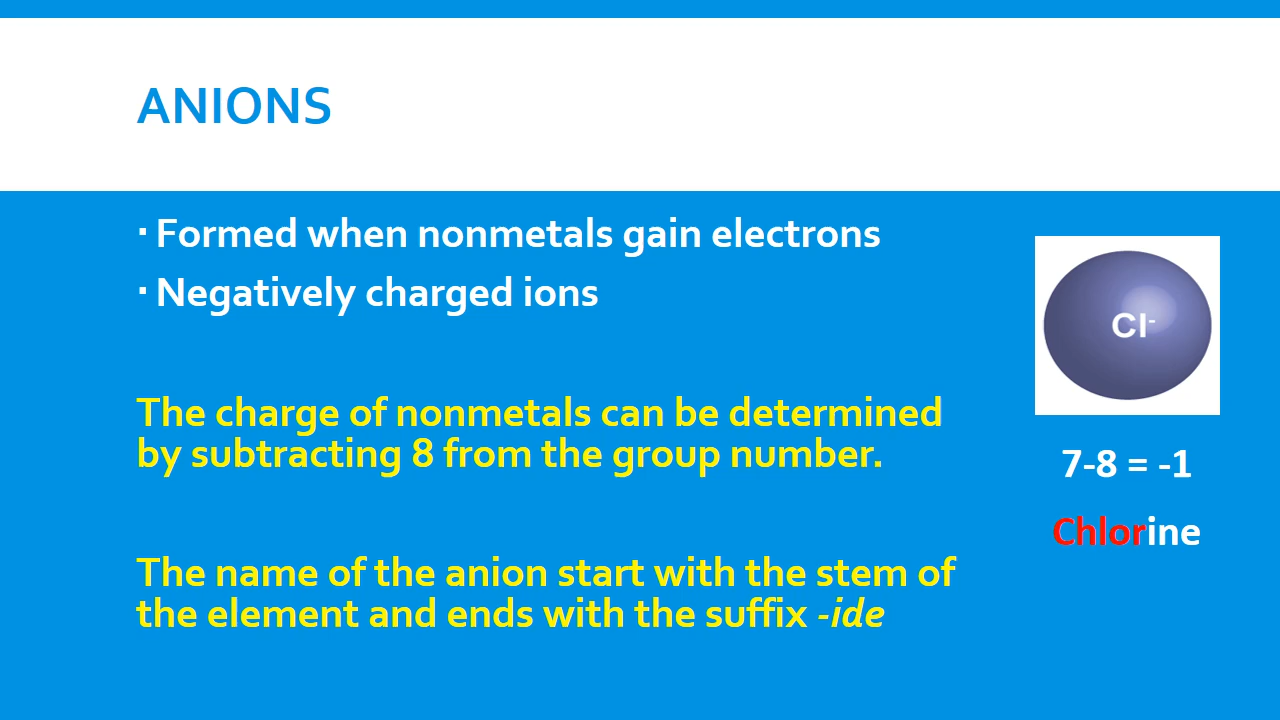 ANIONS
▪ Formed when nonmetals gain electrons
▪ Negatively charged ions
The charge of nonmetals can be determined
by subtracting 8 from the group number.
The name of the anion start with the stem of
the element and ends with the suffix -ide
Cl⁻
7-8 = -1
Chlorine